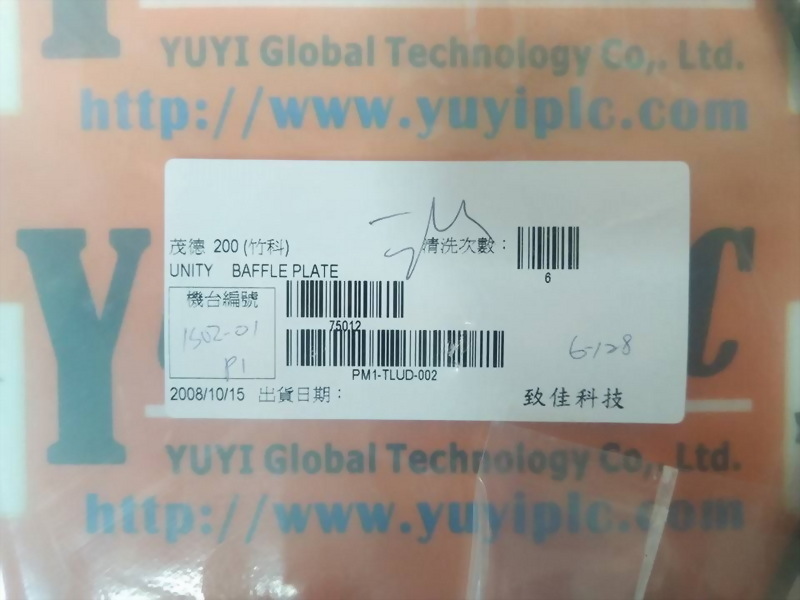 YUYI Global Technology Co,. Ltd.
http://www.yuyiplc.com
茂德 200 (竹科)
清洗次數：
UNITY BAFFLE PLATE
6
機台編號
75012
1S02-01
P1
PM1-TLUD-002
6-128
2008/10/15 出貨日期：
致佳科技
YUYI Global Technology Co,. Ltd.
http://www.yuyiplc.com